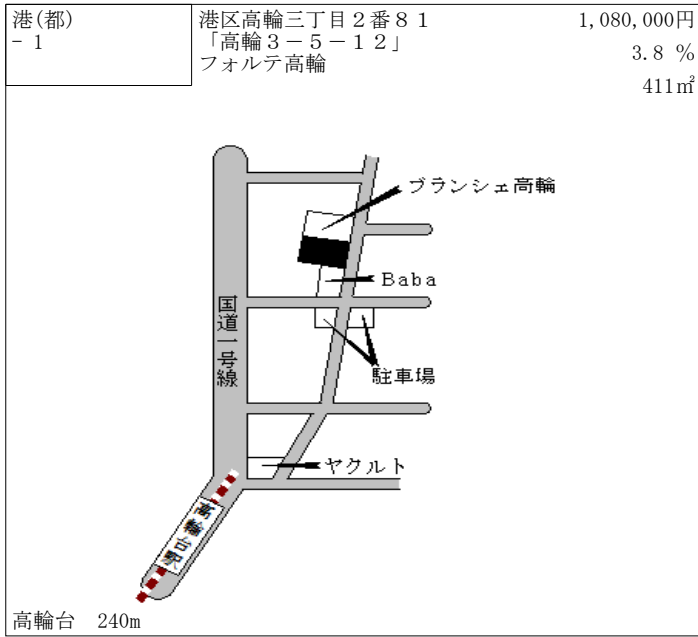 港(都)
- 1
港区高輪三丁目2番81
「高輪3-5-12」
フォルテ高輪
1,080,000円
3.8 %
411㎡
ブランシェ高輪
Baba
国道一号線
駐車場
ヤクルト
高輪台駅
高輪台 240m